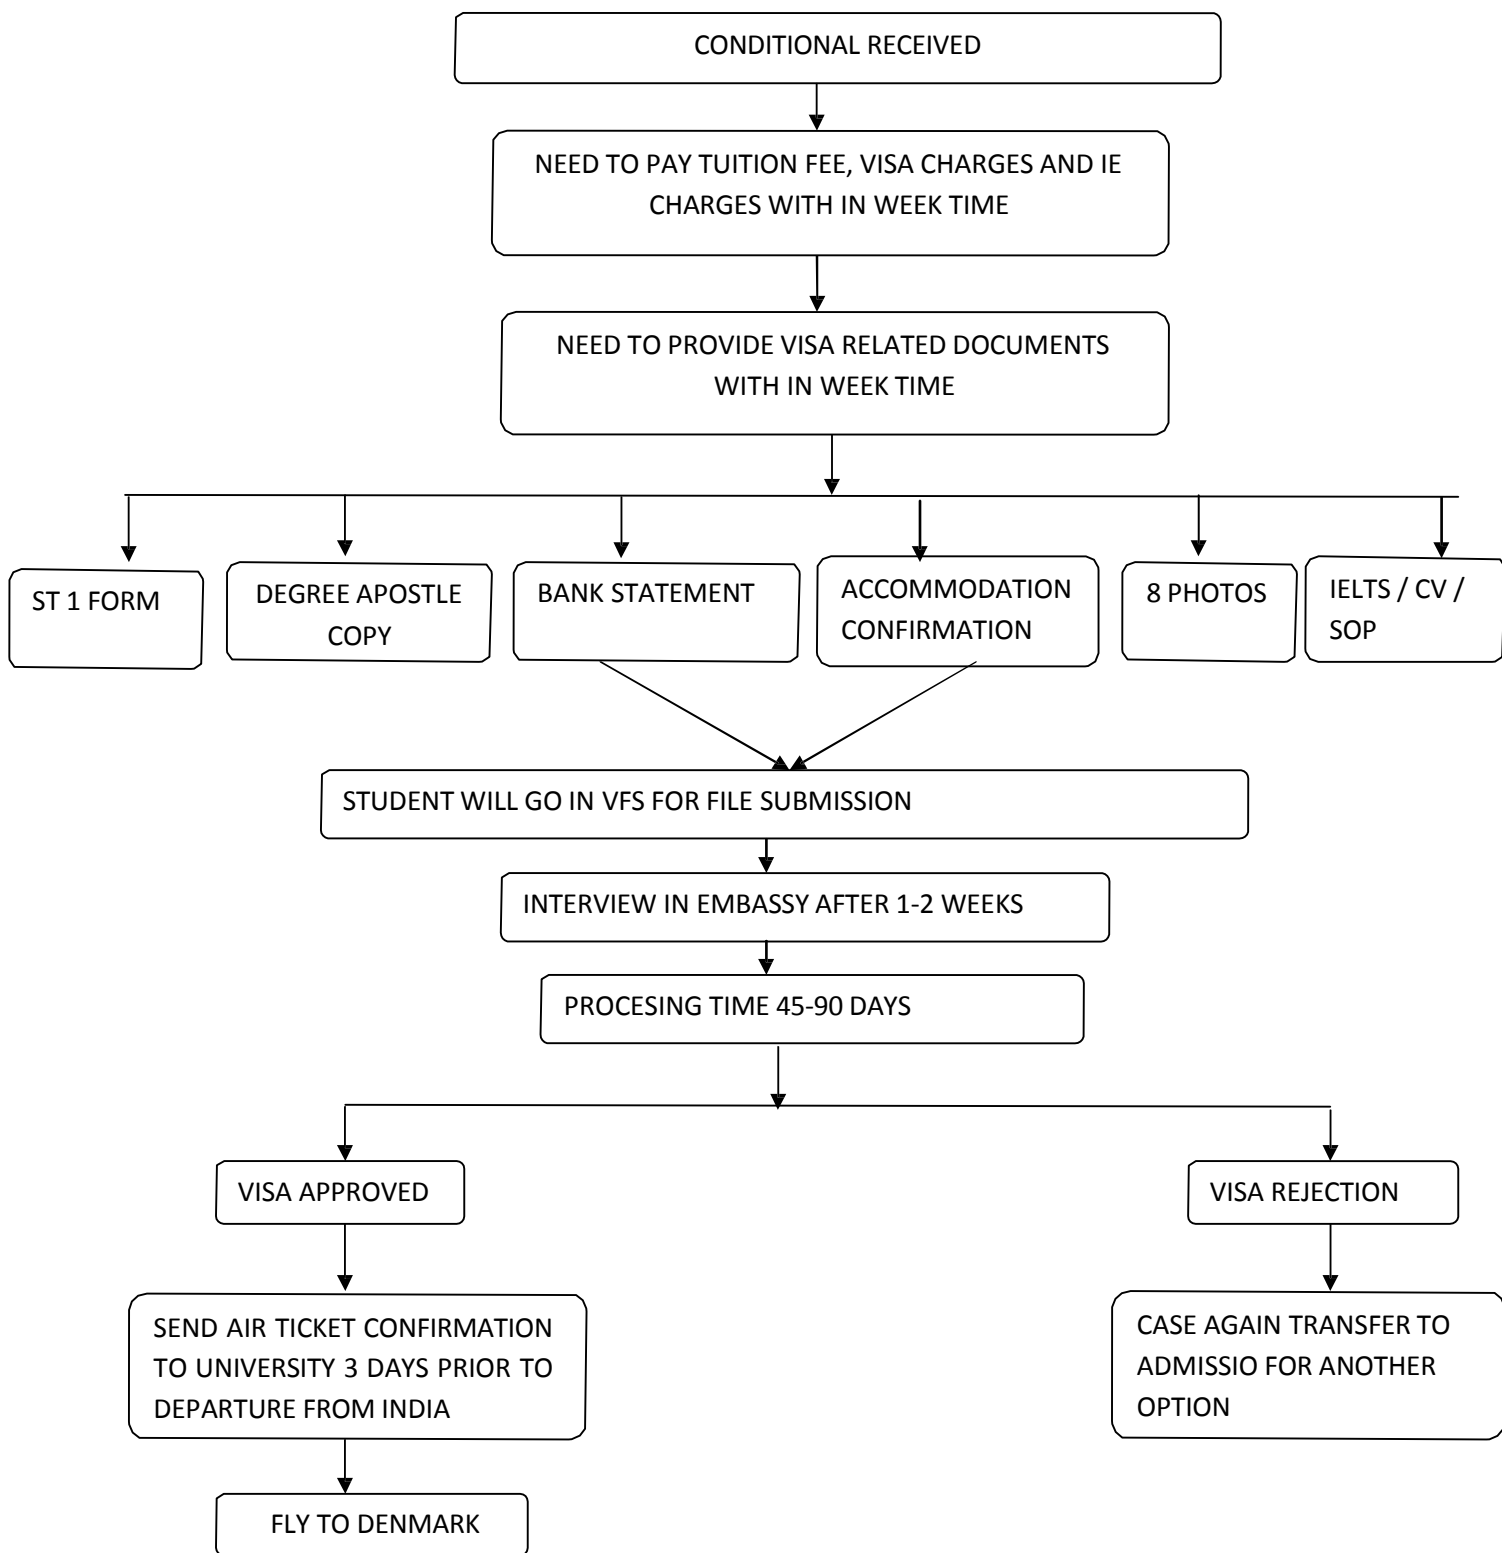 CONDITIONAL RECEIVED
NEED TO PAY TUITION FEE, VISA CHARGES AND IE
CHARGES WITH IN WEEK TIME
NEED TO PROVIDE VISA RELATED DOCUMENTS
WITH IN WEEK TIME
ST 1 FORM
DEGREE APOSTLE
COPY
BANK STATEMENT
ACCOMMODATION
CONFIRMATION
8 PHOTOS
IELTS / CV /
SOP
STUDENT WILL GO IN VFS FOR FILE SUBMISSION
INTERVIEW IN EMBASSY AFTER 1-2 WEEKS
PROCESING TIME 45-90 DAYS
VISA APPROVED
VISA REJECTION
SEND AIR TICKET CONFIRMATION
TO UNIVERSITY 3 DAYS PRIOR TO
DEPARTURE FROM INDIA
CASE AGAIN TRANSFER TO
ADMISSIO FOR ANOTHER
OPTION
FLY TO DENMARK